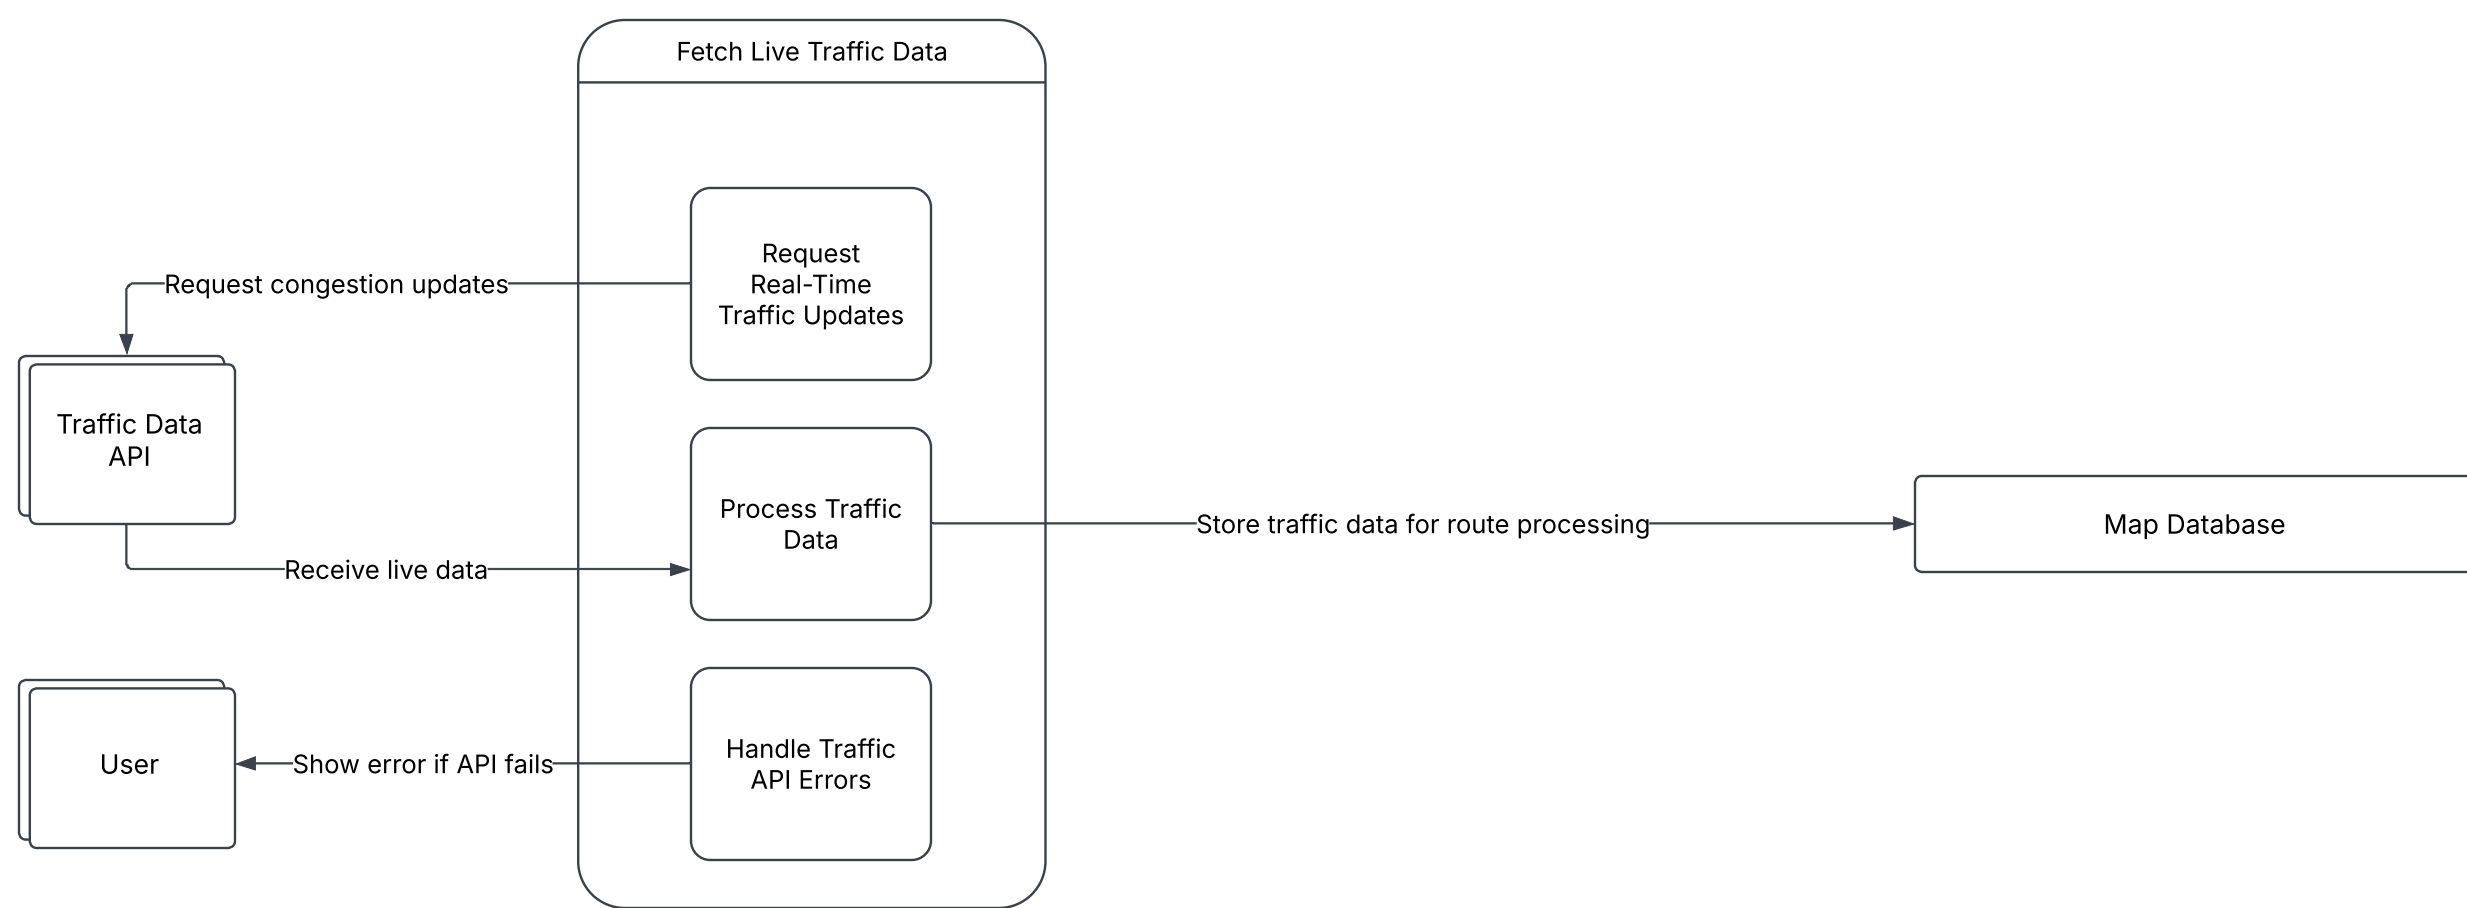 Fetch Live Traffic Data
Request
Real-Time
Traffic Updates
Request congestion updates
Traffic Data
API
Process Traffic
Data
Store traffic data for route processing
Map Database
Receive live data
Handle Traffic
API Errors
Show error if API fails
User